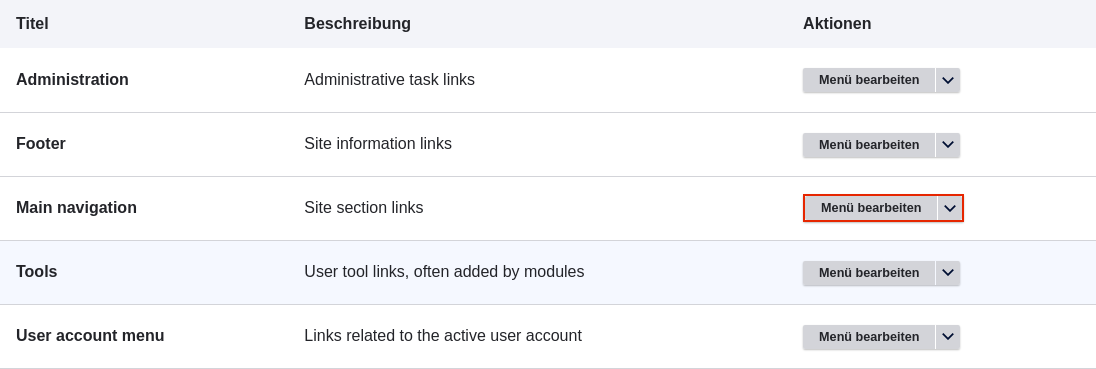 Titel Beschreibung Aktionen
Administration Administrative task links Menü bearbeiten
Footer Site information links Menü bearbeiten
Main navigation Site section links Menü bearbeiten
Tools User tool links, often added by modules Menü bearbeiten
User account menu Links related to the active user account Menü bearbeiten